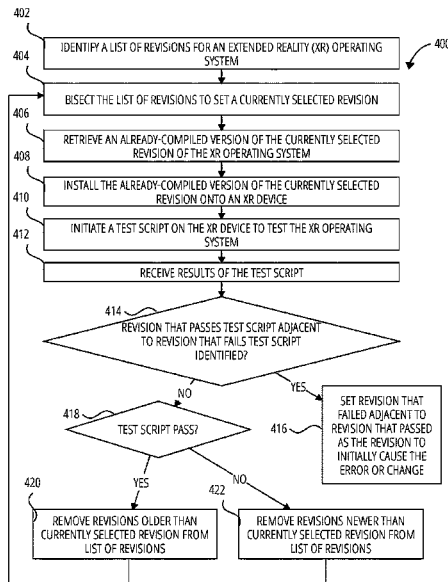 402
400
IDENTIFY A LIST OF REVISIONS FOR AN EXTENDED REALITY (XR) OPERATING
SYSTEM
404
BISECT THE LIST OF REVISIONS TO SET A CURRENTLY SELECTED REVISION
406
RETRIEVE AN ALREADY-COMPILED VERSION OF THE CURRENTLY SELECTED
REVISION OF THE XR OPERATING SYSTEM
408
INSTALL THE ALREADY-COMPILED VERSION OF THE CURRENTLY SELECTED
REVISION ONTO AN XR DEVICE
410
INITIATE A TEST SCRIPT ON THE XR DEVICE TO TEST THE XR OPERATING
SYSTEM
412
RECEIVE RESULTS OF THE TEST SCRIPT
414
REVISION THAT PASSES TEST SCRIPT ADJACENT
TO REVISION THAT FAILS TEST SCRIPT
IDENTIFIED?
NO
YES
416
SET REVISION THAT
FAILED ADJACENT TO
REVISION THAT PASSED
AS THE REVISION TO
INITIALLY CAUSE THE
ERROR OR CHANGE
418
TEST SCRIPT PASS?
YES
NO
420
REMOVE REVISIONS OLDER THAN
CURRENTLY SELECTED REVISION FROM
LIST OF REVISIONS
422
REMOVE REVISIONS NEWER THAN
CURRENTLY SELECTED REVISION FROM
LIST OF REVISIONS